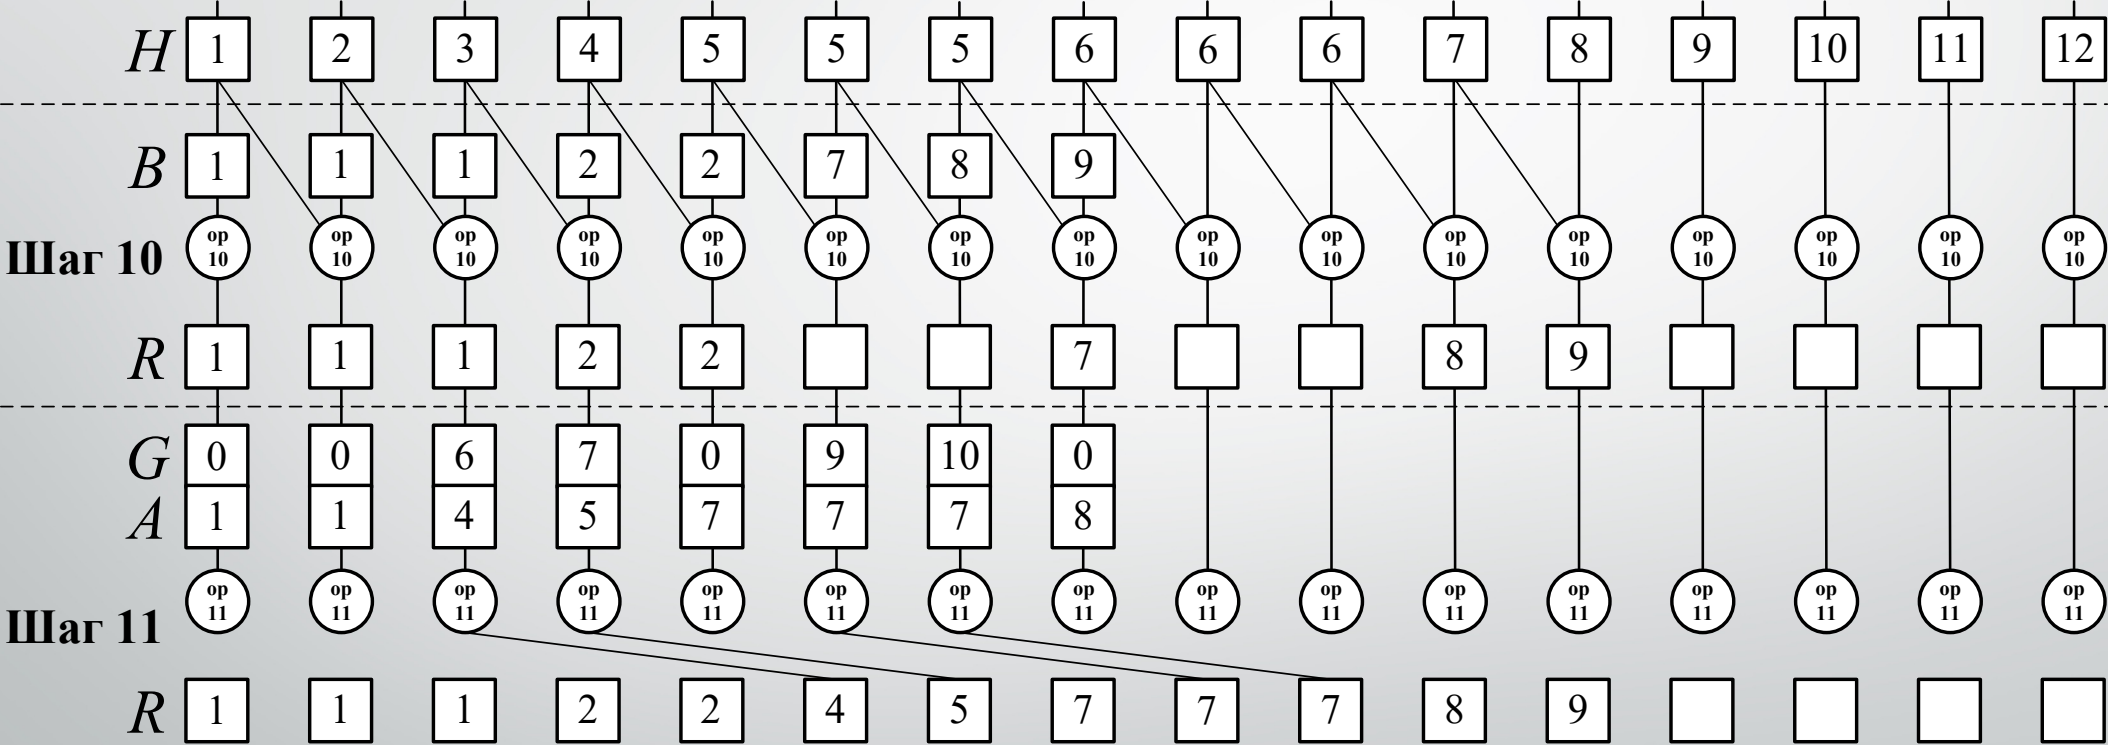 H 1 2 3 4 5 5 5 6 6 6 7 8 9 10 11 12
B 1 1 1 2 2 7 8 9
Шаг 10 op 10 op 10 op 10 op 10 op 10 op 10 op 10 op 10 op 10 op 10 op 10 op 10 op 10 op 10 op 10 op 10
R 1 1 1 2 2 7 8 9
G 0 0 6 7 0 9 10 0
A 1 1 4 5 7 7 7 8
Шаг 11 op 11 op 11 op 11 op 11 op 11 op 11 op 11 op 11 op 11 op 11 op 11 op 11 op 11 op 11 op 11 op 11
R 1 1 1 2 2 4 5 7 7 7 8 9